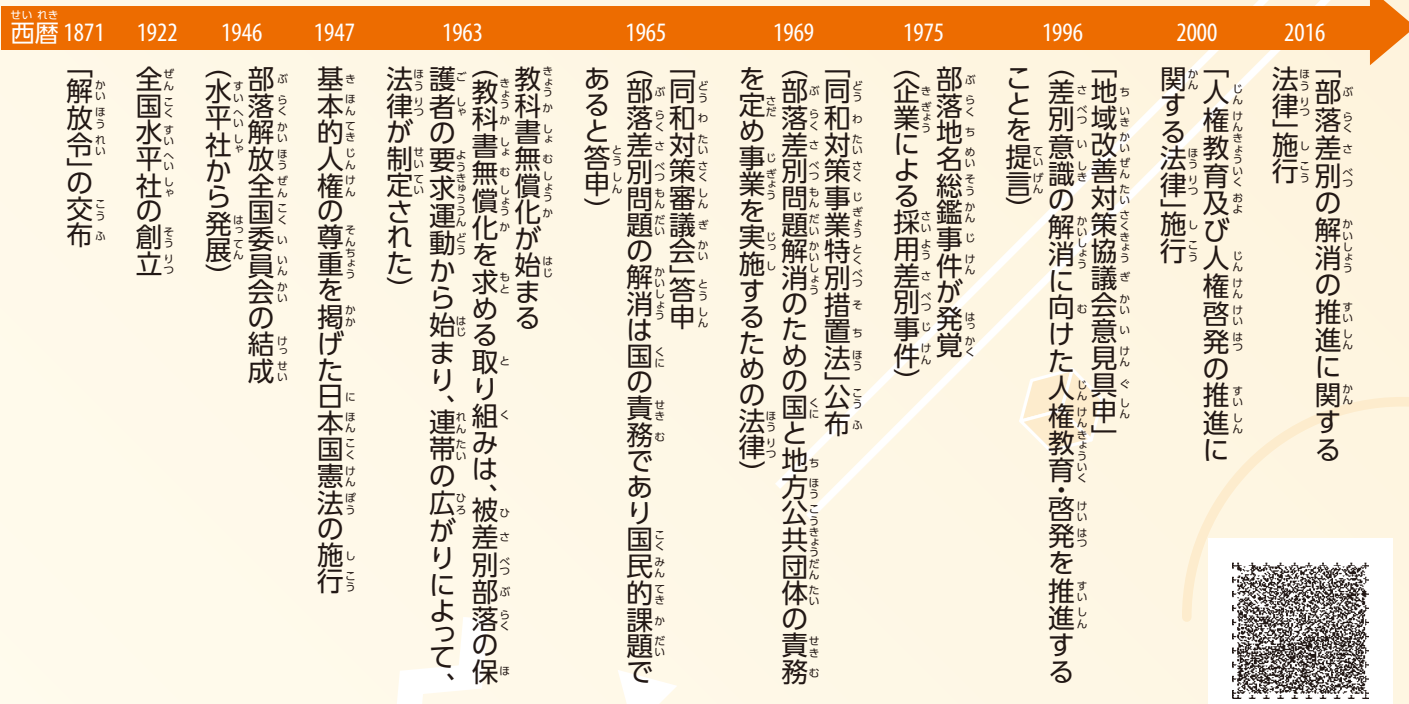 西暦 1871 1922 1946 1947 1963 1965 1969 1975 1996 2000 2016
「解放令」の交布
全国水平社の創立
部落解放全国委員会の結成
(水平社から発展)
基本的人権の尊重を掲げた日本国憲法の施行
教科書無償化が始まる
(教科書無償化を求める取り組みは、被差別部落の保
護者の要求運動から始まり、連帯の広がりによって、
法律が制定された)
「同和対策審議会」答申
(部落差別問題の解消は国の責務であり国民的課題で
あると答申)
「同和対策事業特別措置法」公布
(部落差別問題解消のための国と地方公共団体の責務
を定め事業を実施するための法律)
部落地名総鑑事件が発覚
(企業による採用差別事件)
「地域改善対策協議会意見具申」
(差別意識の解消に向けた人権教育・啓発を推進する
ことを提言)
「人権教育及び人権啓発の推進に
関する法律」施行
「部落差別の解消の推進に関する
法律」施行